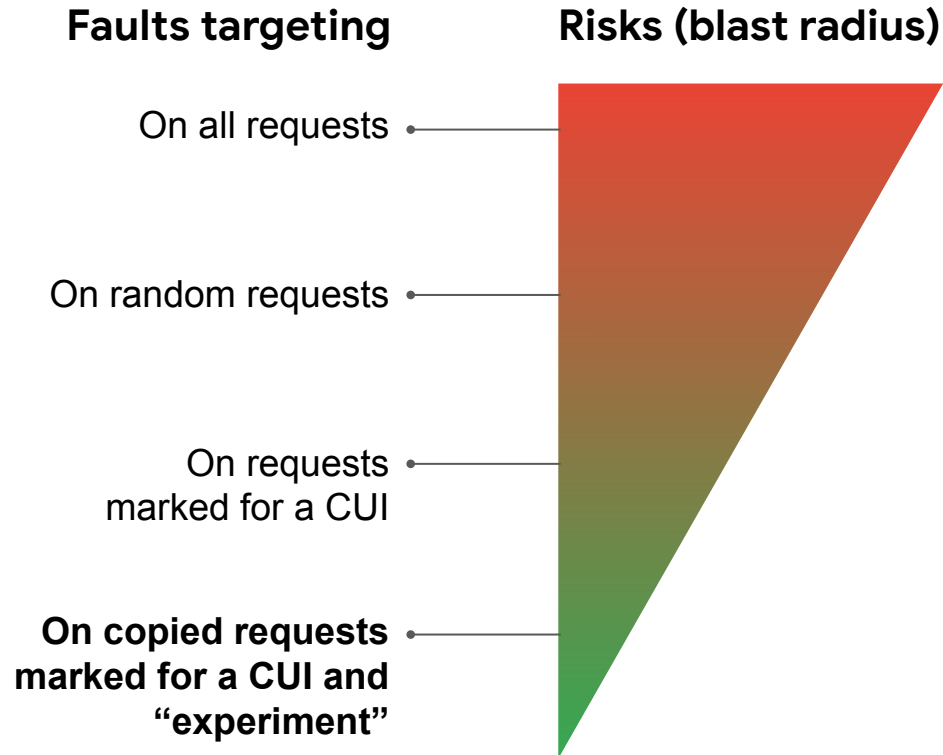 Faults targeting
Risks (blast radius)
On all requests
On random requests
On requests
marked for a CUI
On copied requests
marked for a CUI and
“experiment”